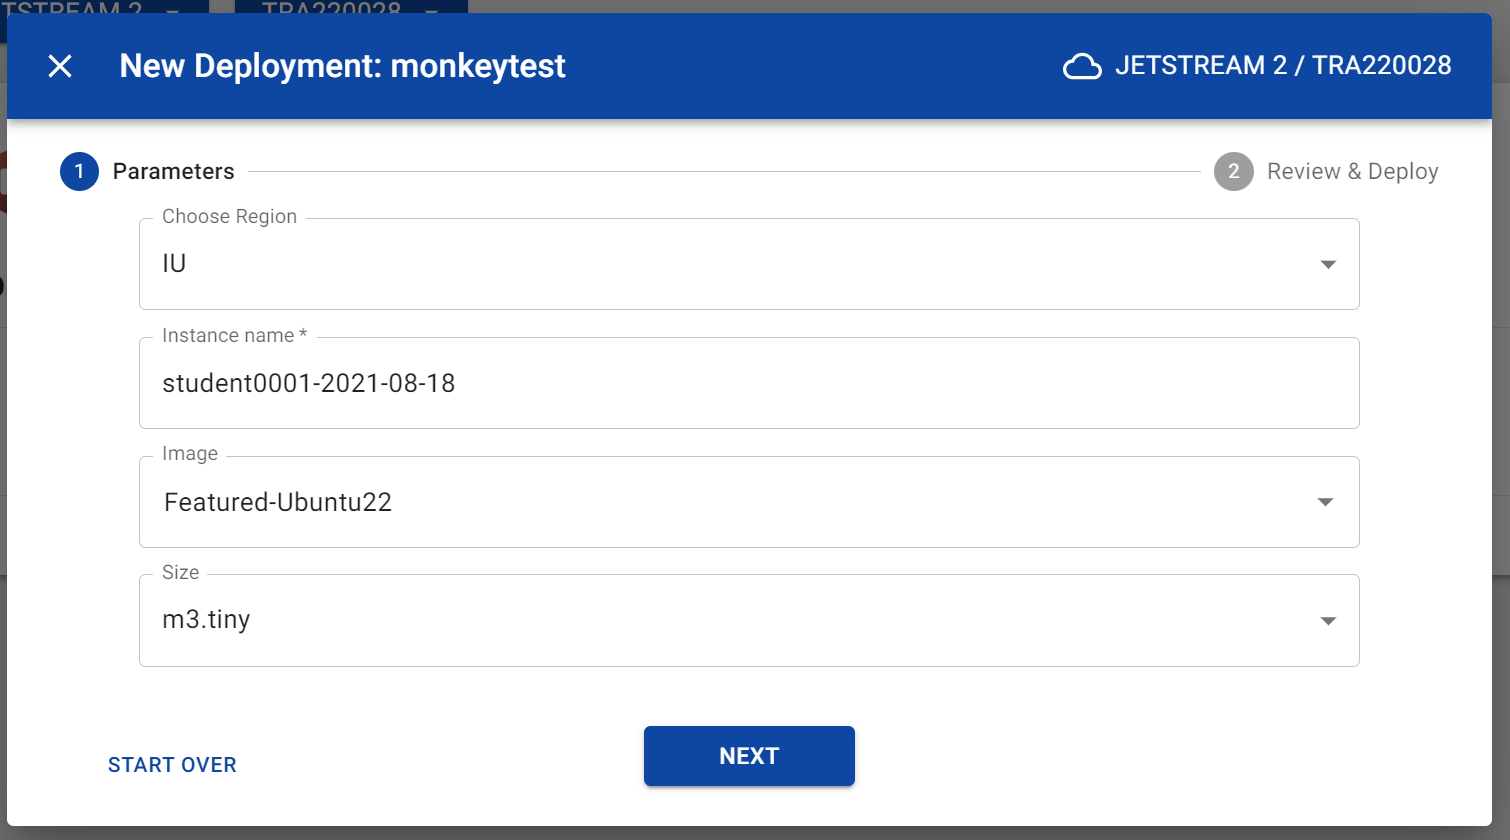 JETSTREAM 2
TRA220028
New Deployment: monkeytest
JETSTREAM 2 / TRA220028
1 Parameters
2 Review & Deploy
Choose Region
IU
Instance name *
student0001-2021-08-18
Image
Featured-Ubuntu22
Size
m3.tiny
START OVER
NEXT